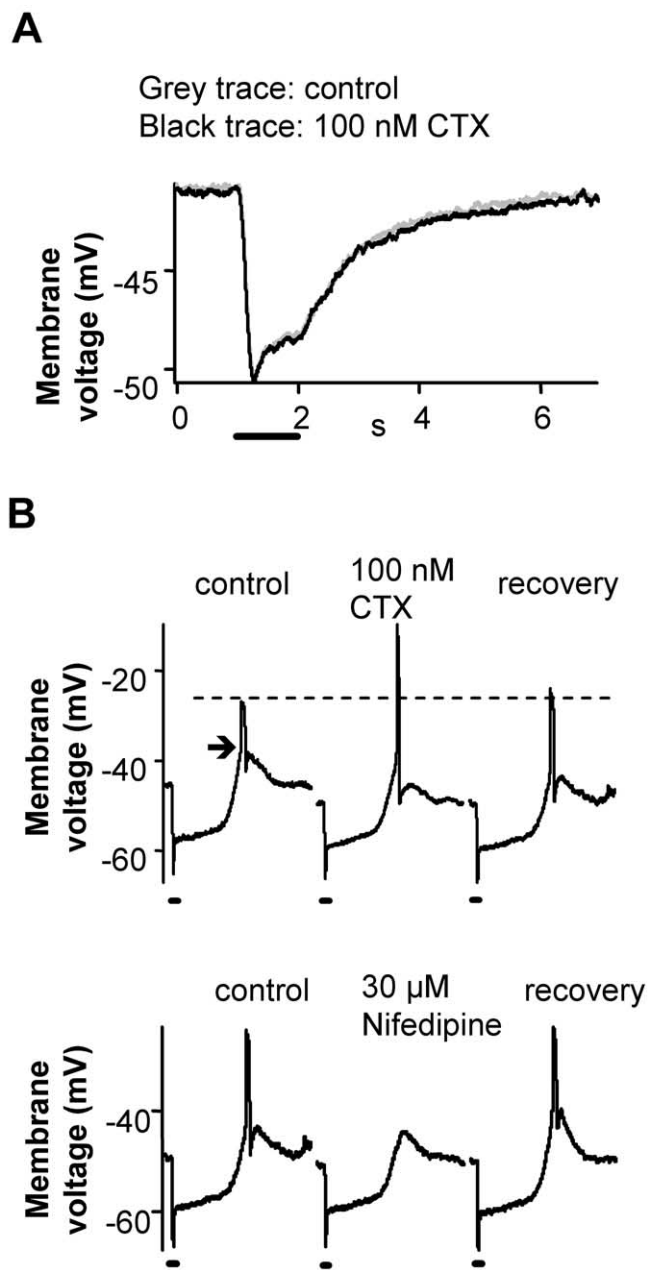 A
Grey trace: control
Black trace: 100 nM CTX
Membrane
voltage (mV)
-45
-50
0
2
s
4
6
B
control
100 nM
CTX
recovery
Membrane
voltage (mV)
-20
-40
-60
control
30 µM
Nifedipine
recovery
Membrane
voltage (mV)
-40
-60